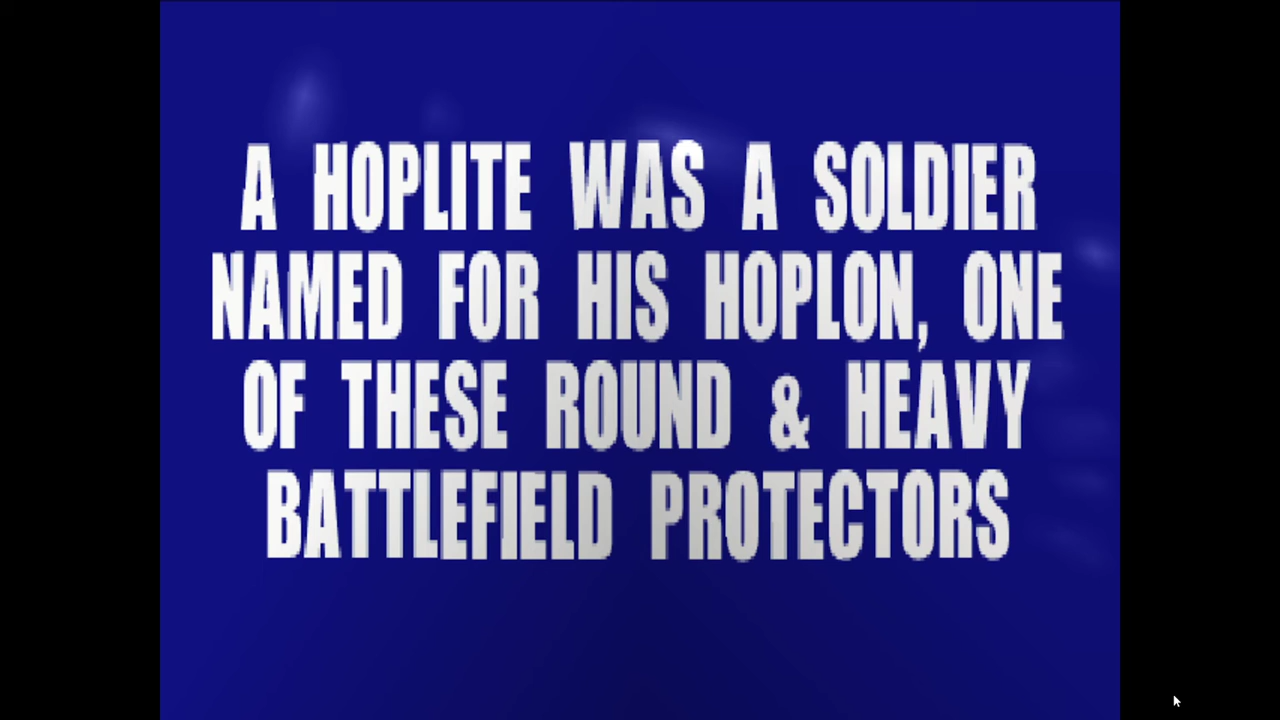 A HOPLITE WAS A SOLDIER
NAMED FOR HIS HOPLON, ONE
OF THESE ROUND & HEAVY
BATTLEFIELD PROTECTORS